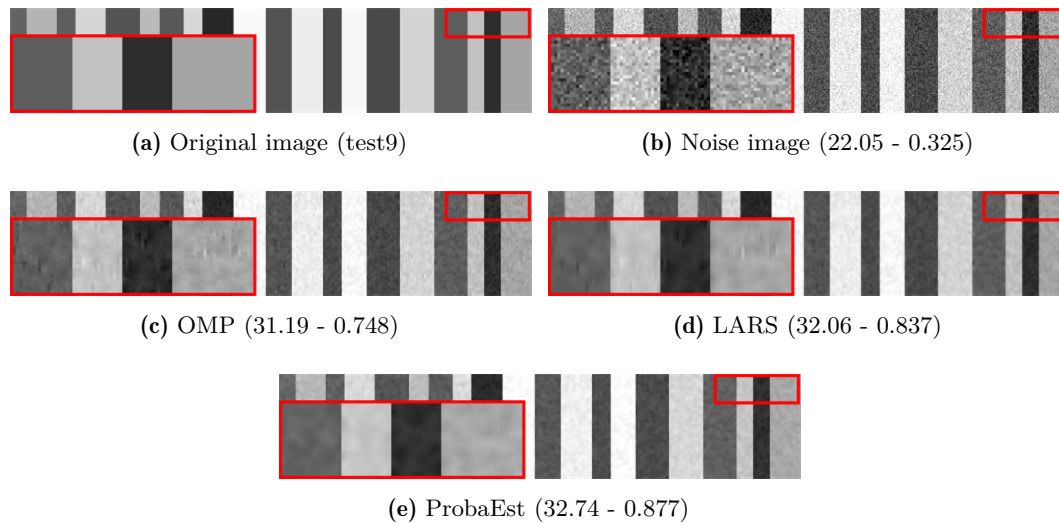 (a) Original image (test9)
(b) Noise image (22.05 - 0.325)
(c) OMP (31.19 - 0.748)
(d) LARS (32.06 - 0.837)
(e) ProbaEst (32.74 - 0.877)